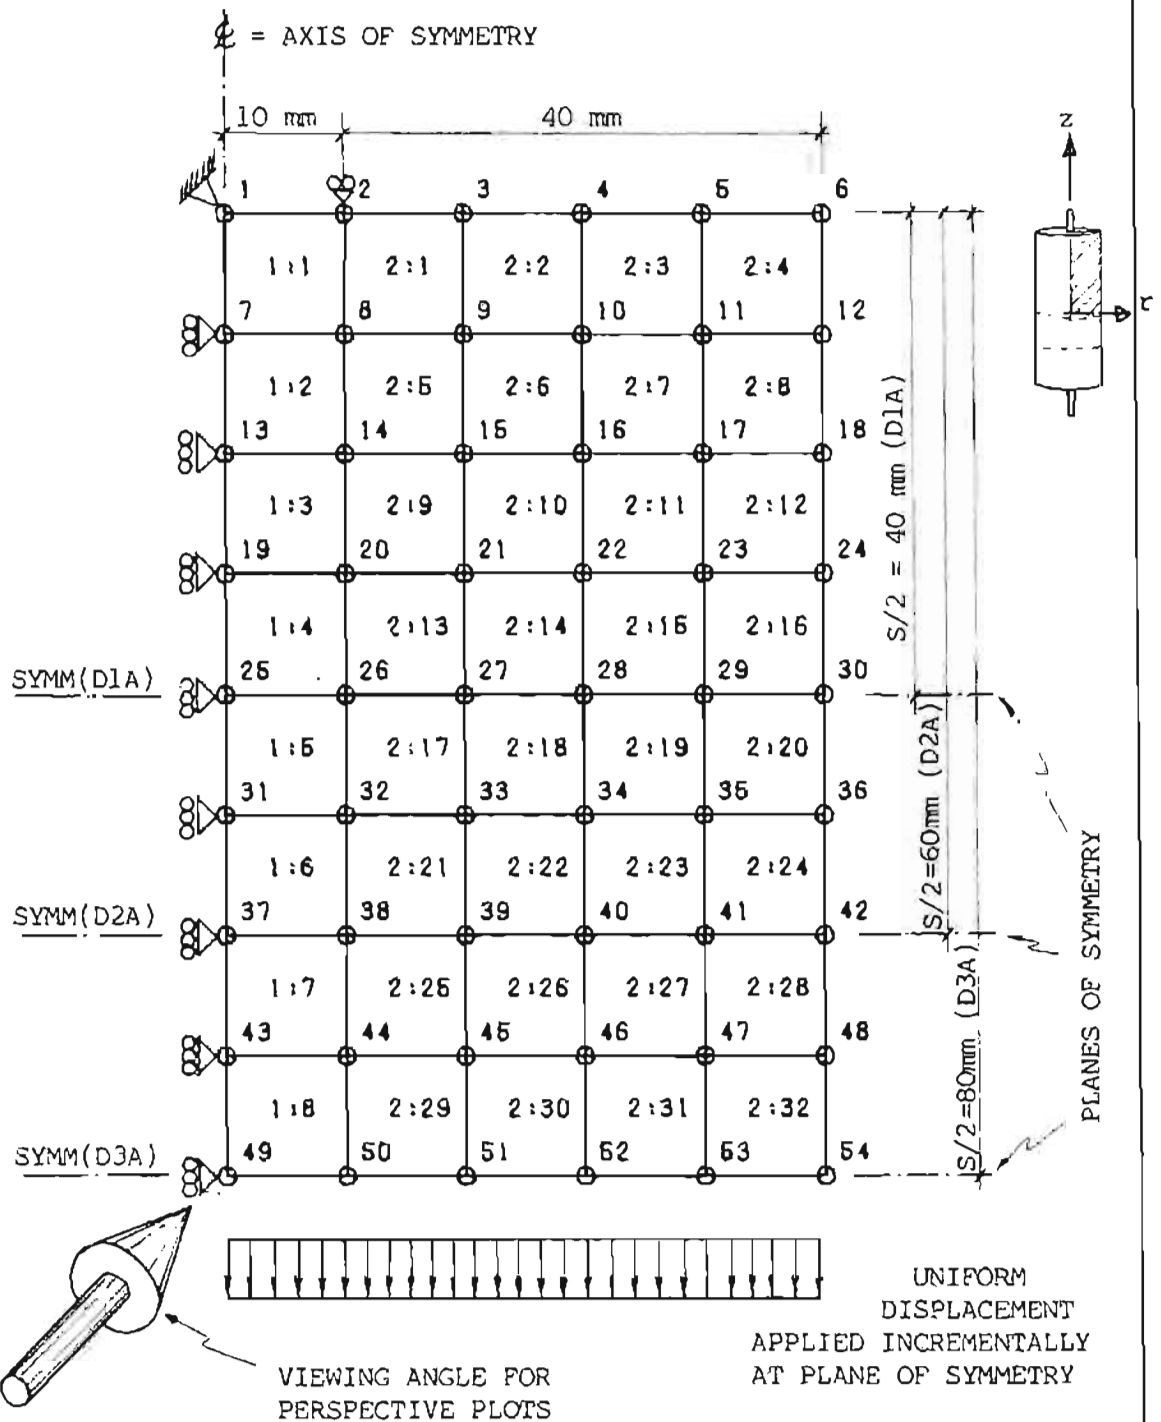 ℄ = AXIS OF SYMMETRY
10 mm 40 mm
z
1 2 3 4 5 6
1:1 2:1 2:2 2:3 2:4
r
7 8 9 10 11 12
1:2 2:5 2:6 2:7 2:8
13 14 15 16 17 18
1:3 2:9 2:10 2:11 2:12
19 20 21 22 23 24
1:4 2:13 2:14 2:15 2:16
SYMM(D1A)
25 26 27 28 29 30
1:5 2:17 2:18 2:19 2:20
31 32 33 34 35 36
1:6 2:21 2:22 2:23 2:24
SYMM(D2A)
37 38 39 40 41 42
1:7 2:25 2:26 2:27 2:28
43 44 45 46 47 48
1:8 2:29 2:30 2:31 2:32
SYMM(D3A)
49 50 51 52 53 54
S/2 = 40 mm (D1A)
S/2=60mm (D2A)
S/2=80mm (D3A)
PLANES OF SYMMETRY
UNIFORM
DISPLACEMENT
APPLIED INCREMENTALLY
AT PLANE OF SYMMETRY
VIEWING ANGLE FOR
PERSPECTIVE PLOTS